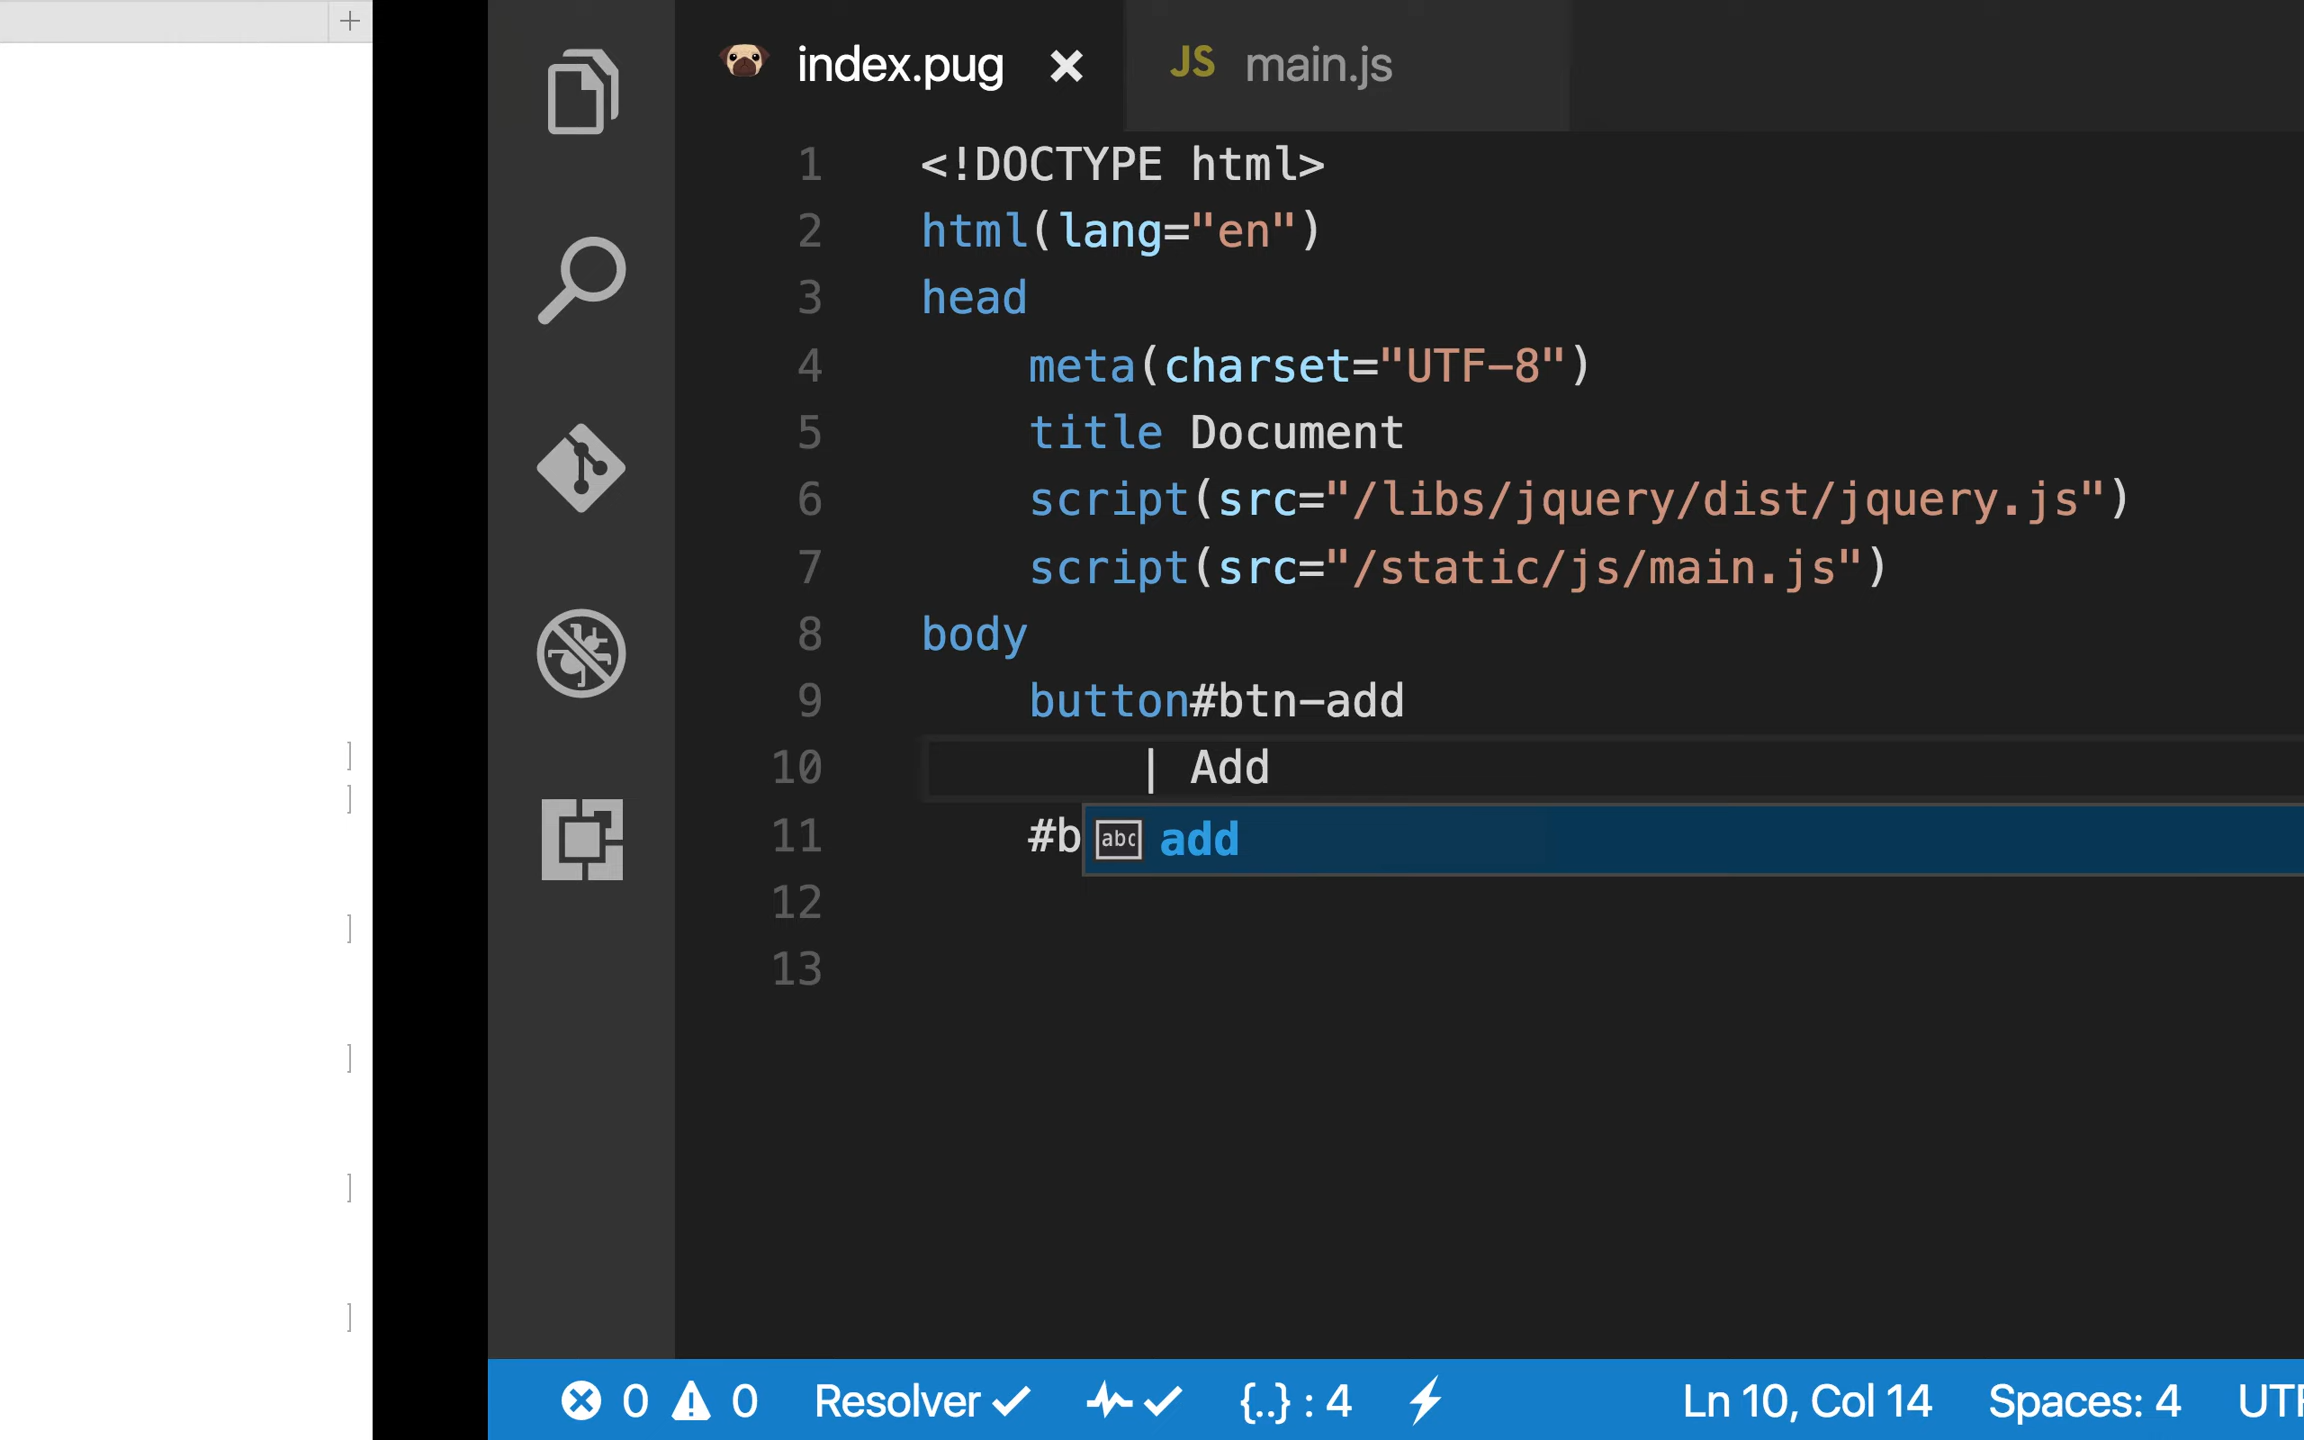 index.pug
JS main.js
1 <!DOCTYPE html>
2 html(lang="en")
3 head
4 meta(charset="UTF-8")
5 title Document
6 script(src="/libs/jquery/dist/jquery.js")
7 script(src="/static/js/main.js")
8 body
9 button#btn-add
10 | Add
11 #b
abc add
12
13
]
]
]
]
]
]
0 0 Resolver {..} : 4 Ln 10, Col 14 Spaces: 4 UTF